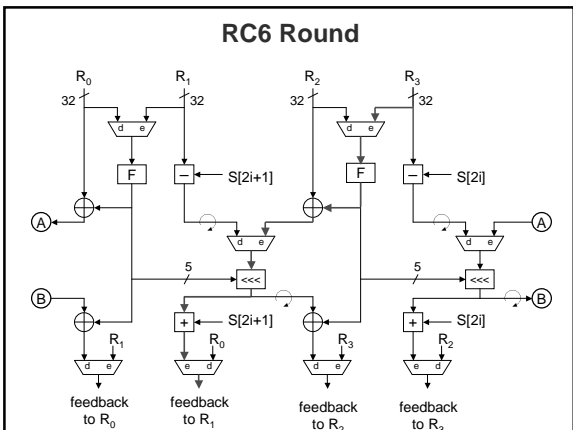 RC6 Round
R0 R1 R2 R3
32 32 32 32
d e d e
F − S[2i+1] F − S[2i]
A A
d e d e
5 <<< 5 <<<
B B
+ S[2i+1] + S[2i]
R1 R0 R3 R2
d e e d d e e d
feedback feedback feedback feedback
to R0 to R1 to R2 to R3